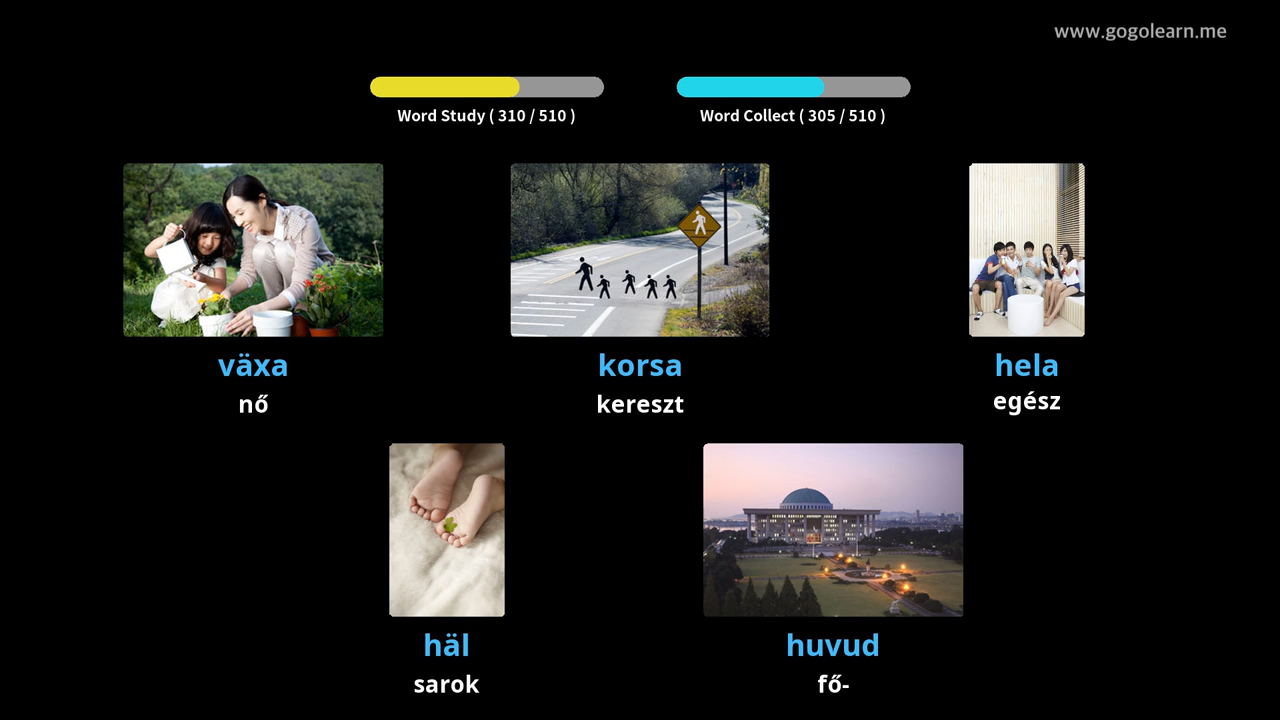 www.gogolearn.me
Word Study ( 310 / 510 )
Word Collect ( 305 / 510 )
växa
nő
korsa
kereszt
hela
egész
häl
sarok
huvud
fő-